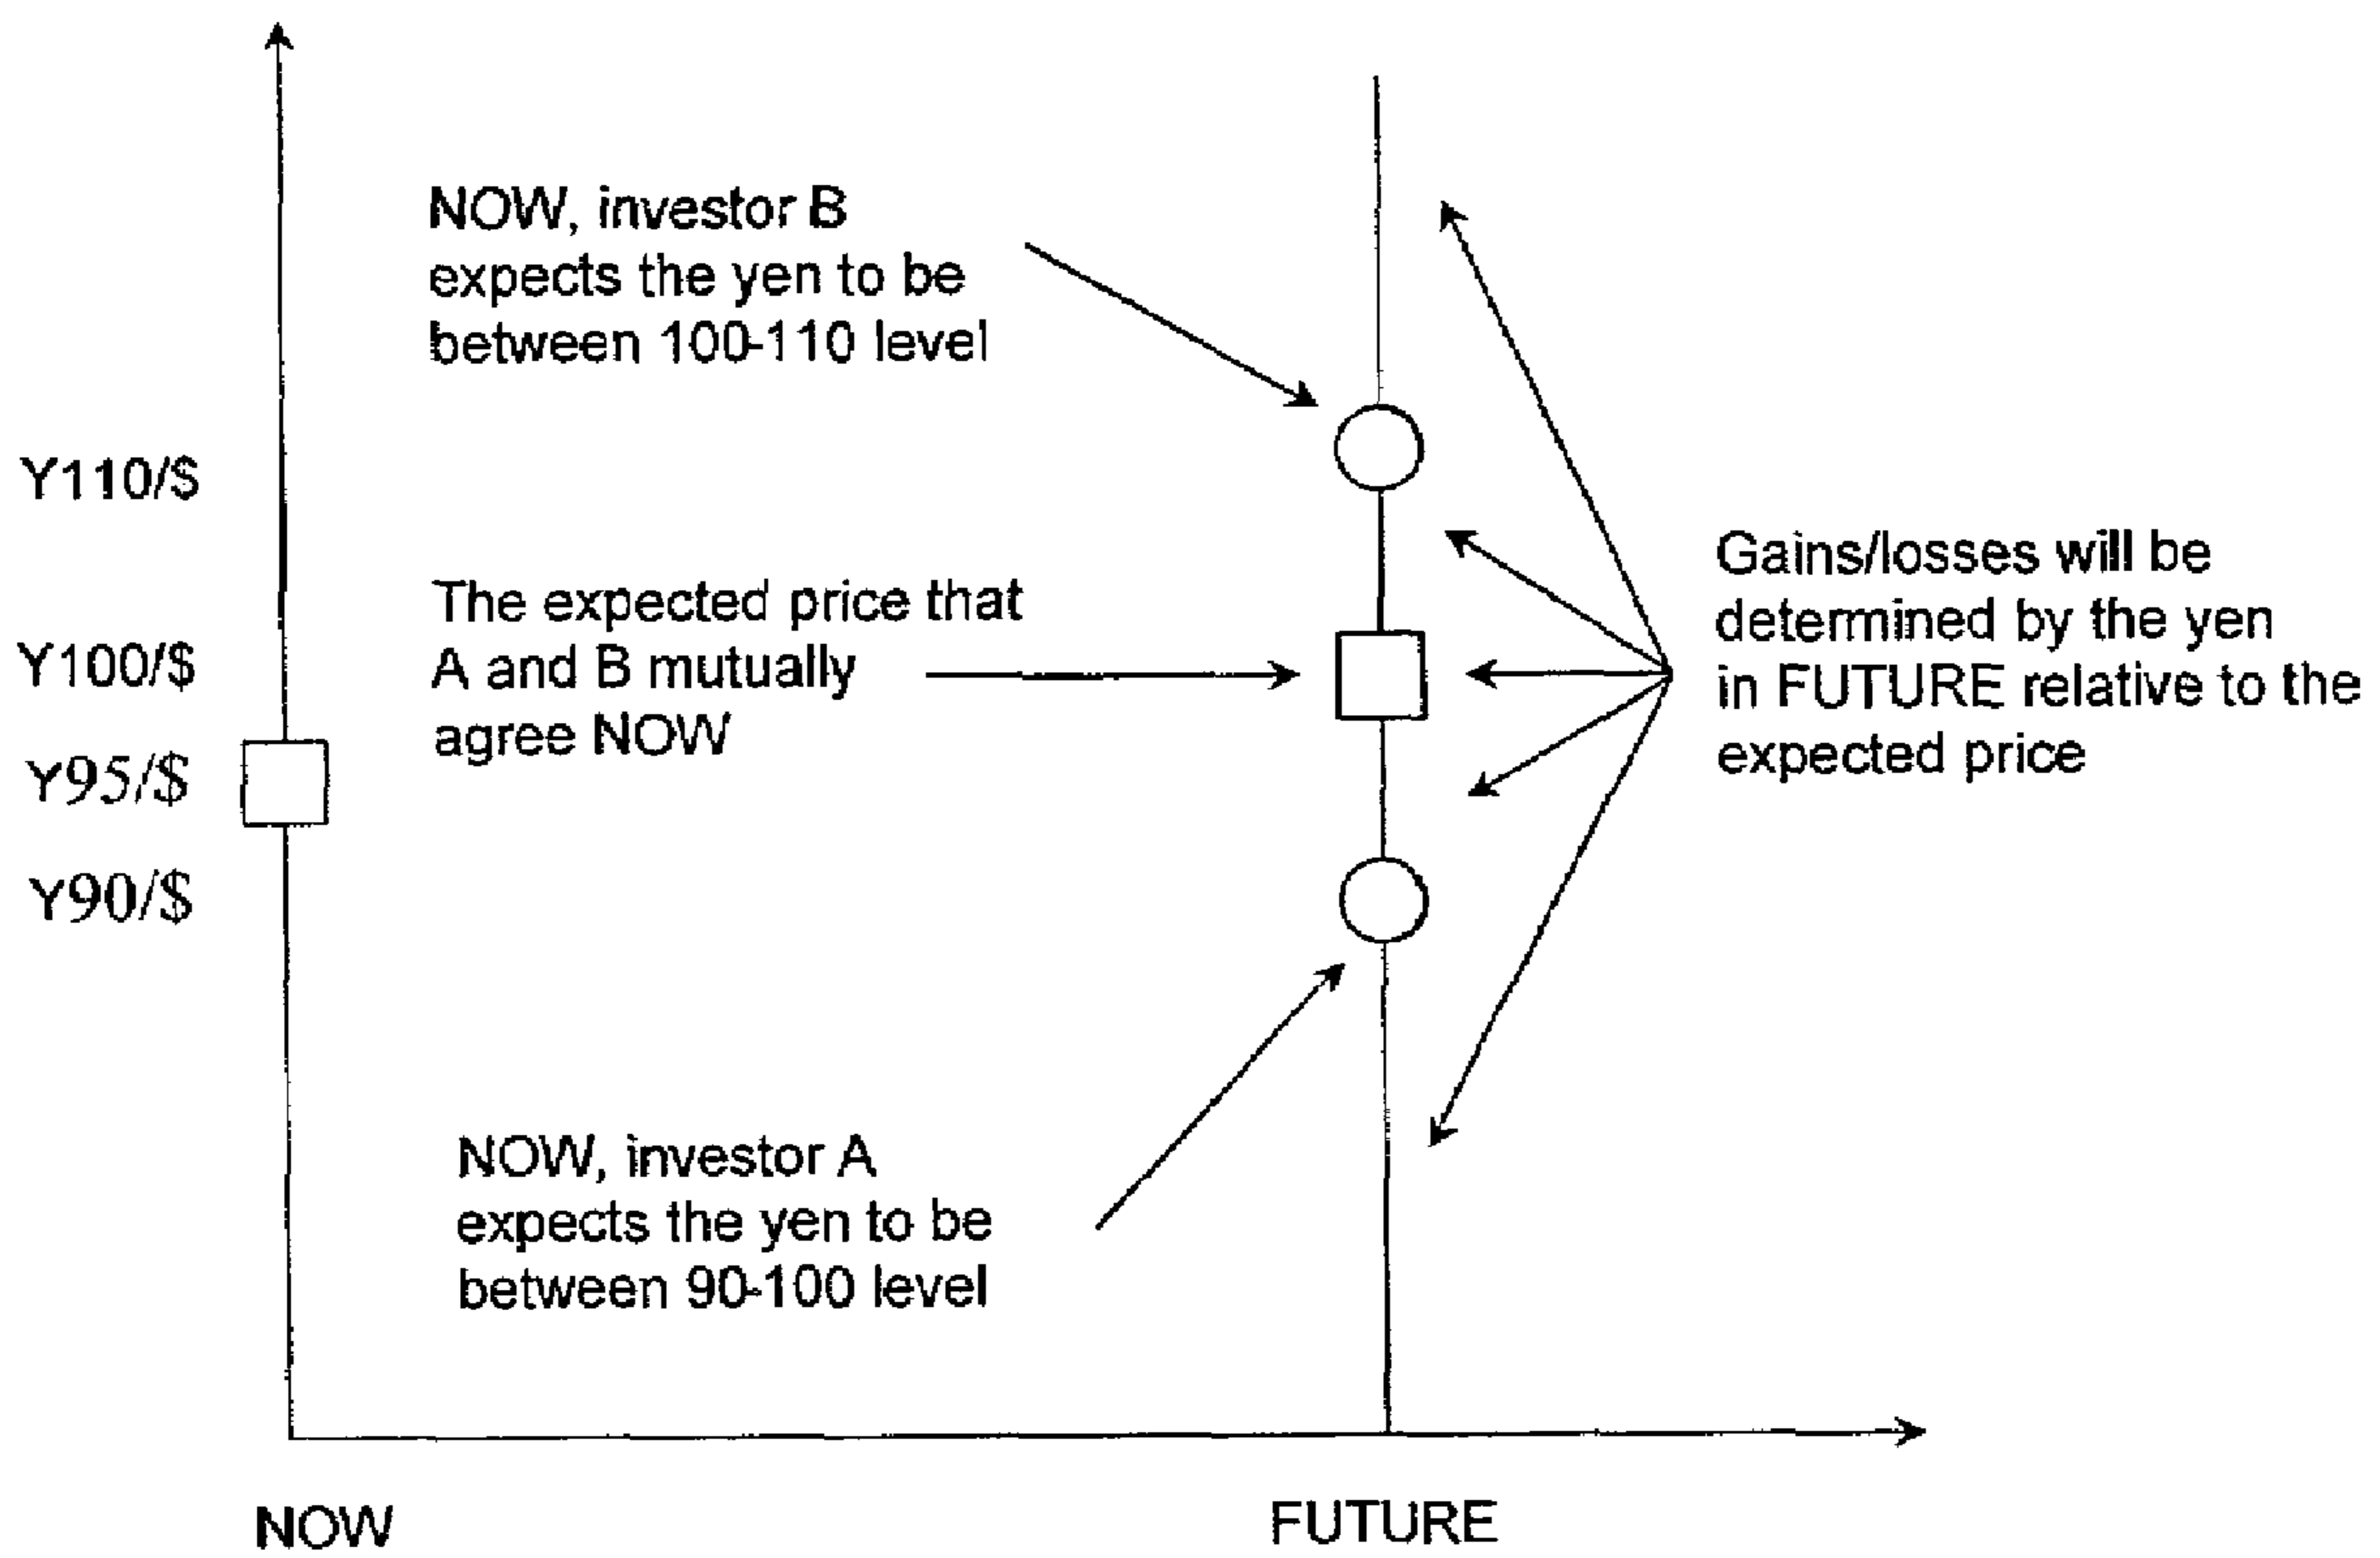 NOW, investor B
expects the yen to be
between 100-110 level
Y110/$
The expected price that
A and B mutually
agree NOW
Y100/$
Y95/$
Y90/$
Gains/losses will be
determined by the yen
in FUTURE relative to the
expected price
NOW, investor A
expects the yen to be
between 90-100 level
NOW
FUTURE